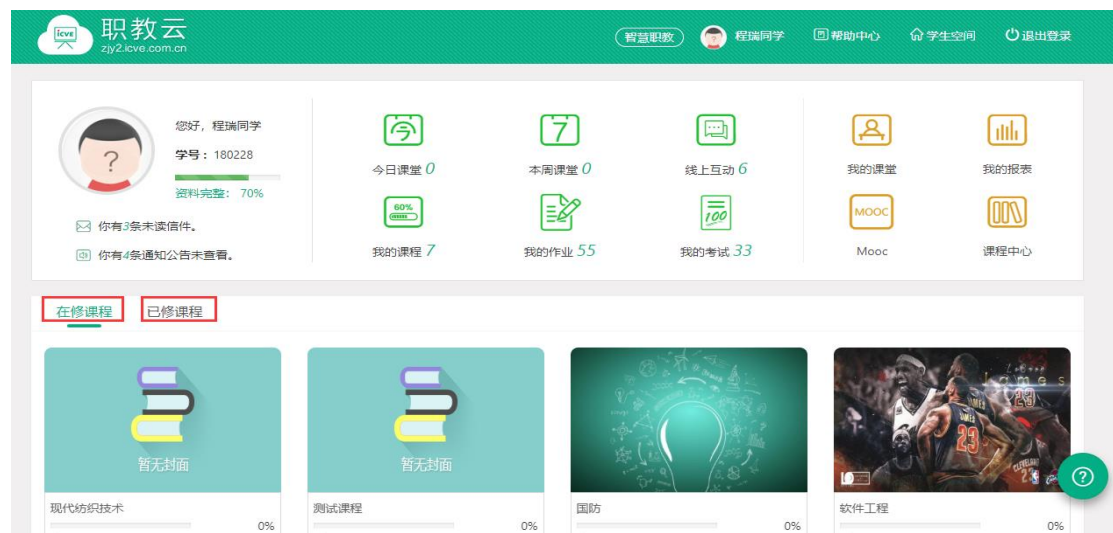 icve 职教云
zjy2.icve.com.cn
智慧职教 程瑞同学 帮助中心 学生空间 退出登录
您好，程瑞同学
学号：180228
资料完整： 70%
你有3条未读信件。
你有4条通知公告未查看。
今
今日课堂 0
7
本周课堂 0
线上互动 6
我的课堂
我的报表
60%
我的课程 7
我的作业 55
100
我的考试 33
MOOC
Mooc
课程中心
在修课程 已修课程
暂无封面
现代纺织技术
0%
暂无封面
测试课程
0%
国防
0%
James
23
23
软件工程
0%